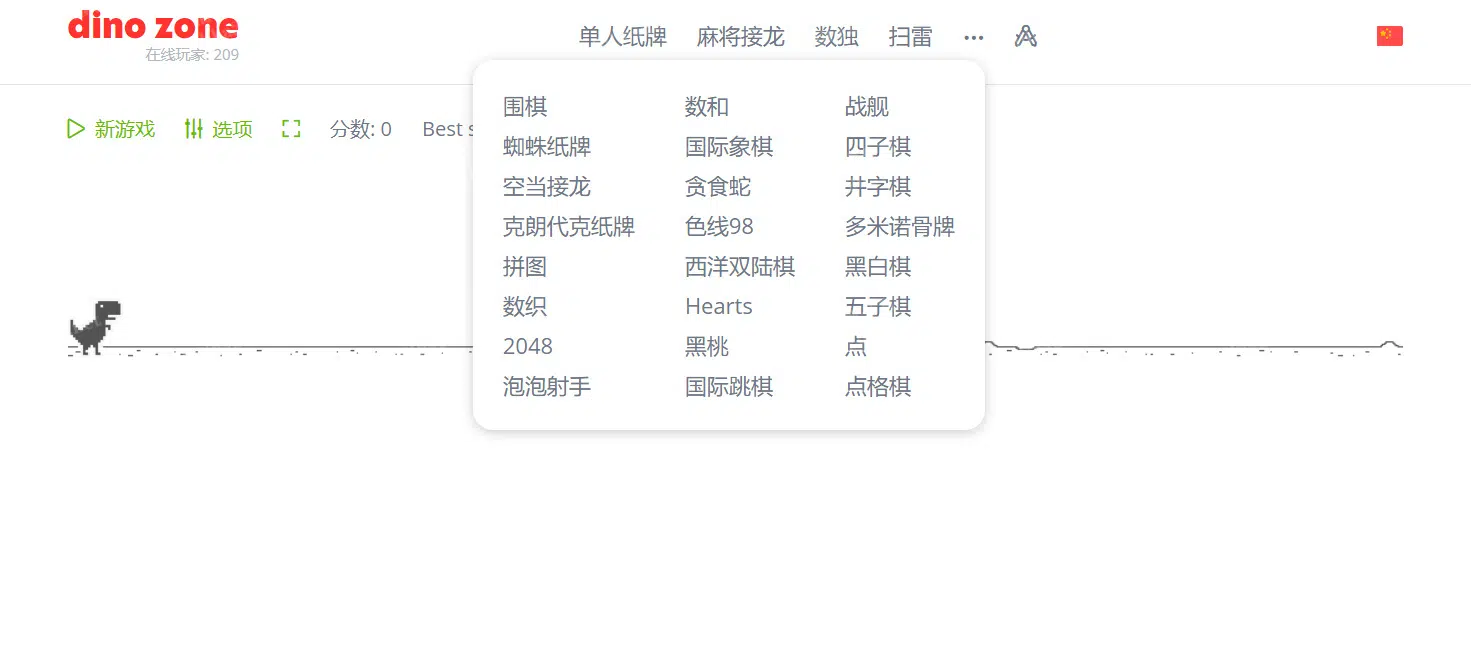 dino zone
在线玩家: 209
单人纸牌 麻将接龙 数独 扫雷 ···
新游戏 选项 分数: 0 Best s
围棋 数和 战舰
蜘蛛纸牌 国际象棋 四子棋
空当接龙 贪食蛇 井字棋
克朗代克纸牌 色线98 多米诺骨牌
拼图 西洋双陆棋 黑白棋
数织 Hearts 五子棋
2048 黑桃 点
泡泡射手 国际跳棋 点格棋